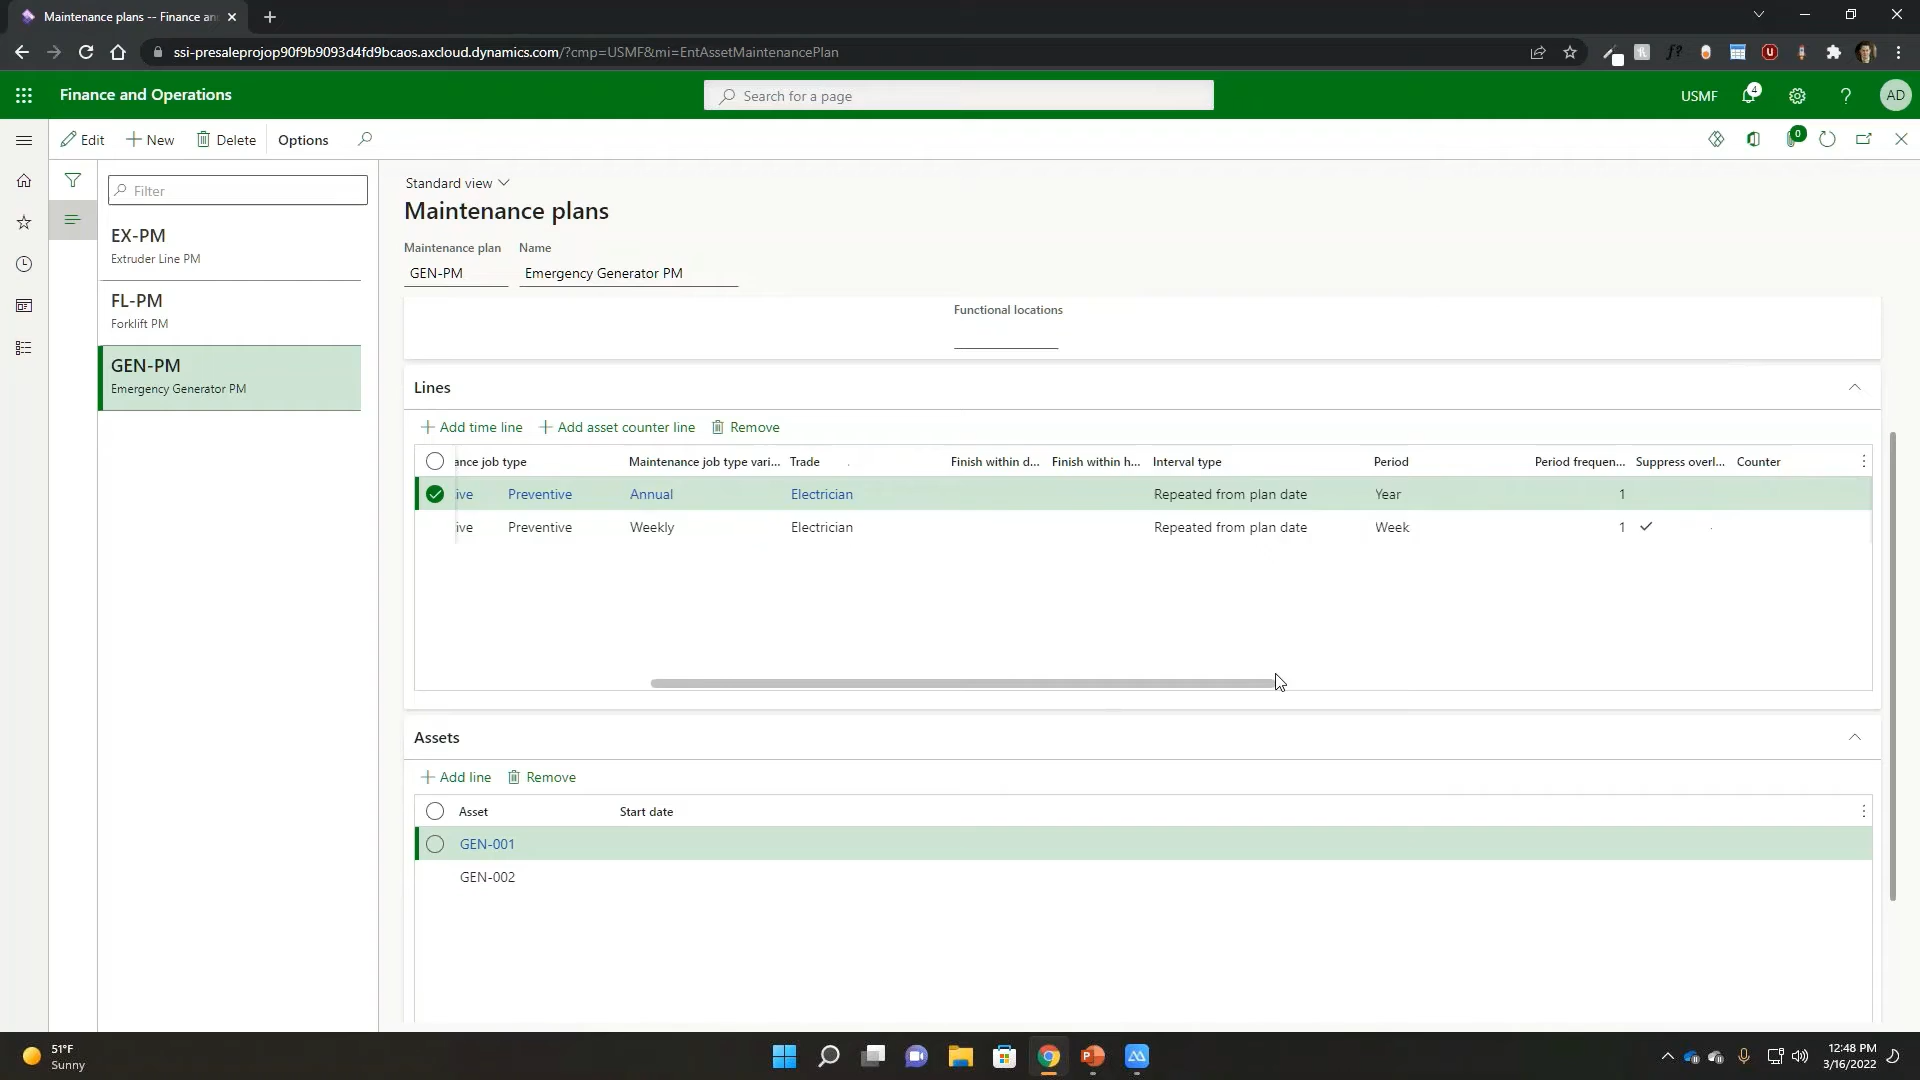 Maintenance plans -- Finance an
ssi-presaleprojop90f9b9093d4fd9bcaos.axcloud.dynamics.com/?cmp=USMF&mi=EntAssetMaintenancePlan
Finance and Operations
Search for a page
USMF
4
AD
Edit
New
Delete
Options
0
Filter
EX-PM
Extruder Line PM
FL-PM
Forklift PM
GEN-PM
Emergency Generator PM
Standard view
Maintenance plans
Maintenance plan Name
GEN-PM Emergency Generator PM
Functional locations
Lines
Add time line Add asset counter line Remove
ance job type Maintenance job type vari... Trade Finish within d... Finish within h... Interval type Period Period frequen... Suppress overl... Counter
ive Preventive Annual Electrician Repeated from plan date Year 1
ive Preventive Weekly Electrician Repeated from plan date Week 1
Assets
Add line Remove
Asset Start date
GEN-001
GEN-002
51°F
Sunny
12:48 PM
3/16/2022